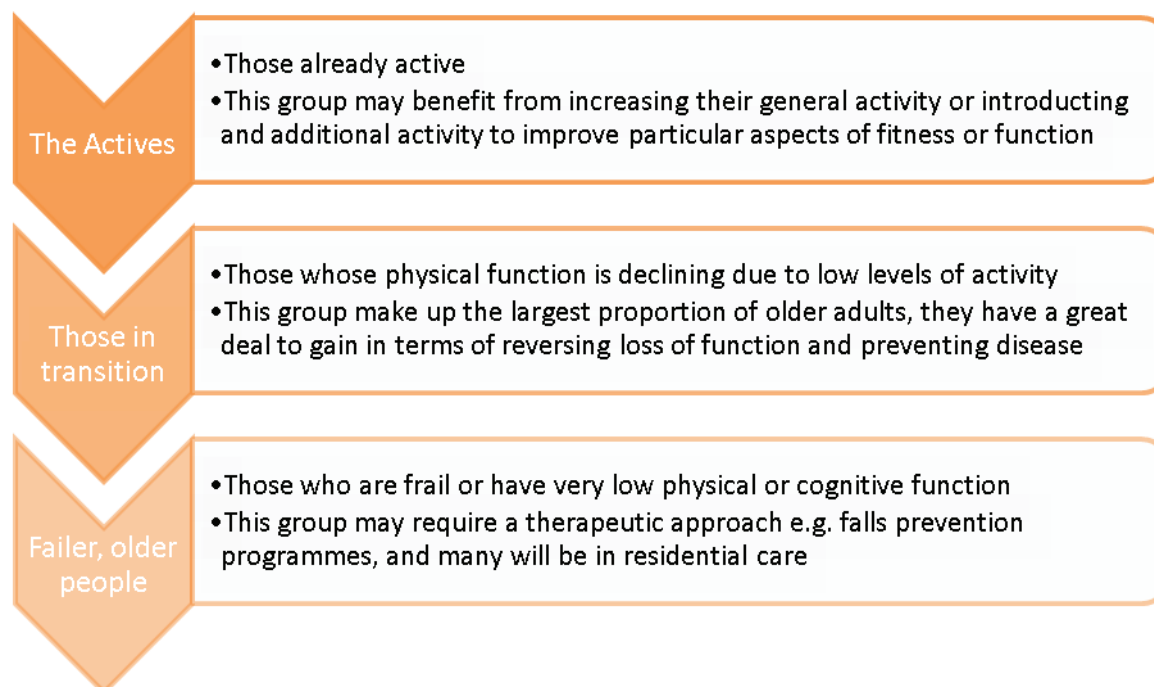 The Actives
•Those already active
•This group may benefit from increasing their general activity or introducting
and additional activity to improve particular aspects of fitness or function
Those in
transition
•Those whose physical function is declining due to low levels of activity
•This group make up the largest proportion of older adults, they have a great
deal to gain in terms of reversing loss of function and preventing disease
Failer, older
people
•Those who are frail or have very low physical or cognitive function
•This group may require a therapeutic approach e.g. falls prevention
programmes, and many will be in residential care